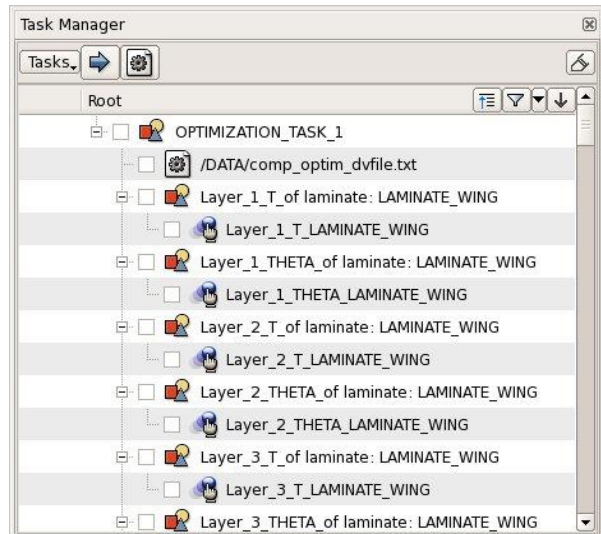 Task Manager
Tasks
Root
OPTIMIZATION_TASK_1
/DATA/comp_optim_dvfile.txt
Layer_1_T_of laminate: LAMINATE_WING
Layer_1_T_LAMINATE_WING
Layer_1_THETA_of laminate: LAMINATE_WING
Layer_1_THETA_LAMINATE_WING
Layer_2_T_of laminate: LAMINATE_WING
Layer_2_T_LAMINATE_WING
Layer_2_THETA_of laminate: LAMINATE_WING
Layer_2_THETA_LAMINATE_WING
Layer_3_T_of laminate: LAMINATE_WING
Layer_3_T_LAMINATE_WING
Layer_3_THETA_of laminate: LAMINATE_WING